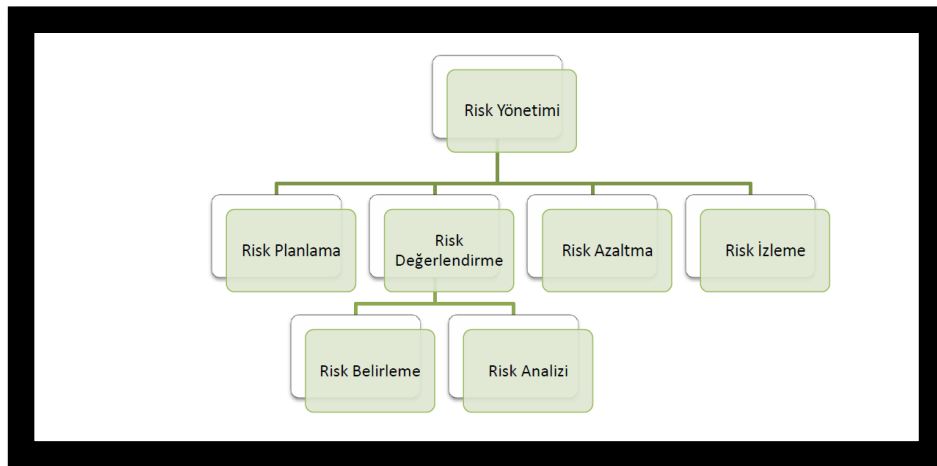 Risk Yönetimi
Risk Planlama
Risk
Değerlendirme
Risk Azaltma
Risk İzleme
Risk Belirleme
Risk Analizi